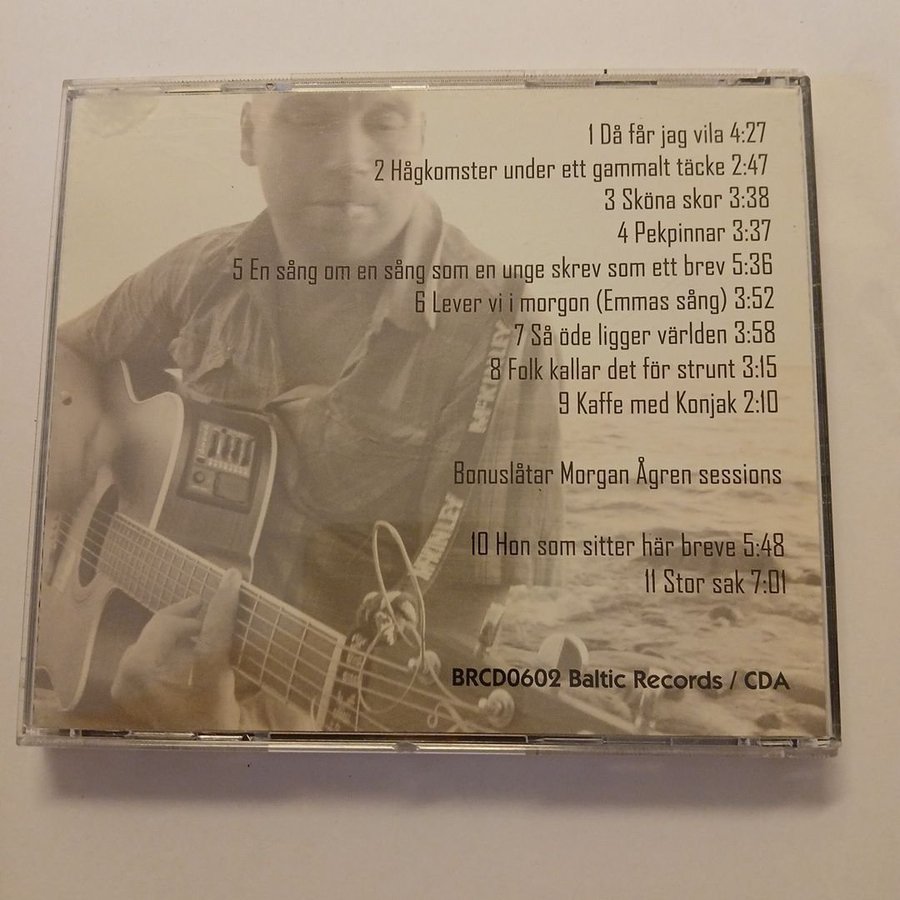 1 Då får jag vila 4:27
2 Hågkomster under ett gammalt täcke 2:47
3 Sköna skor 3:38
4 Pekpinnar 3:37
5 En sång om en sång som en unge skrev som ett brev 5:36
6 Lever vi i morgon (Emmas sång) 3:52
7 Så öde ligger världen 3:58
8 Folk kallar det för strunt 3:15
9 Kaffe med Konjak 2:10
Bonuslåtar Morgan Ågren sessions
10 Hon som sitter här breve 5:48
11 Stor sak 7:01
BRCD0602 Baltic Records / CDA